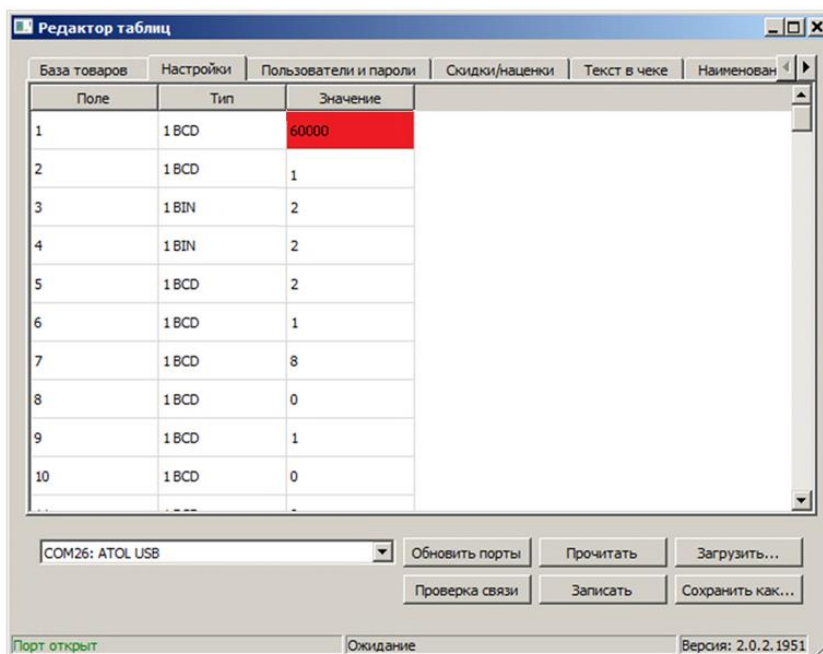 Редактор таблиц
База товаров Настройки Пользователи и пароли Скидки/наценки Текст в чеке Наименован
Поле Тип Значение
1 1 BCD 60000
2 1 BCD 1
3 1 BIN 2
4 1 BIN 2
5 1 BCD 2
6 1 BCD 1
7 1 BCD 8
8 1 BCD 0
9 1 BCD 1
10 1 BCD 0
COM26: ATOL USB Обновить порты Прочитать Загрузить...
Проверка связи Записать Сохранить как...
Порт открыт Ожидание Версия: 2.0.2.1951